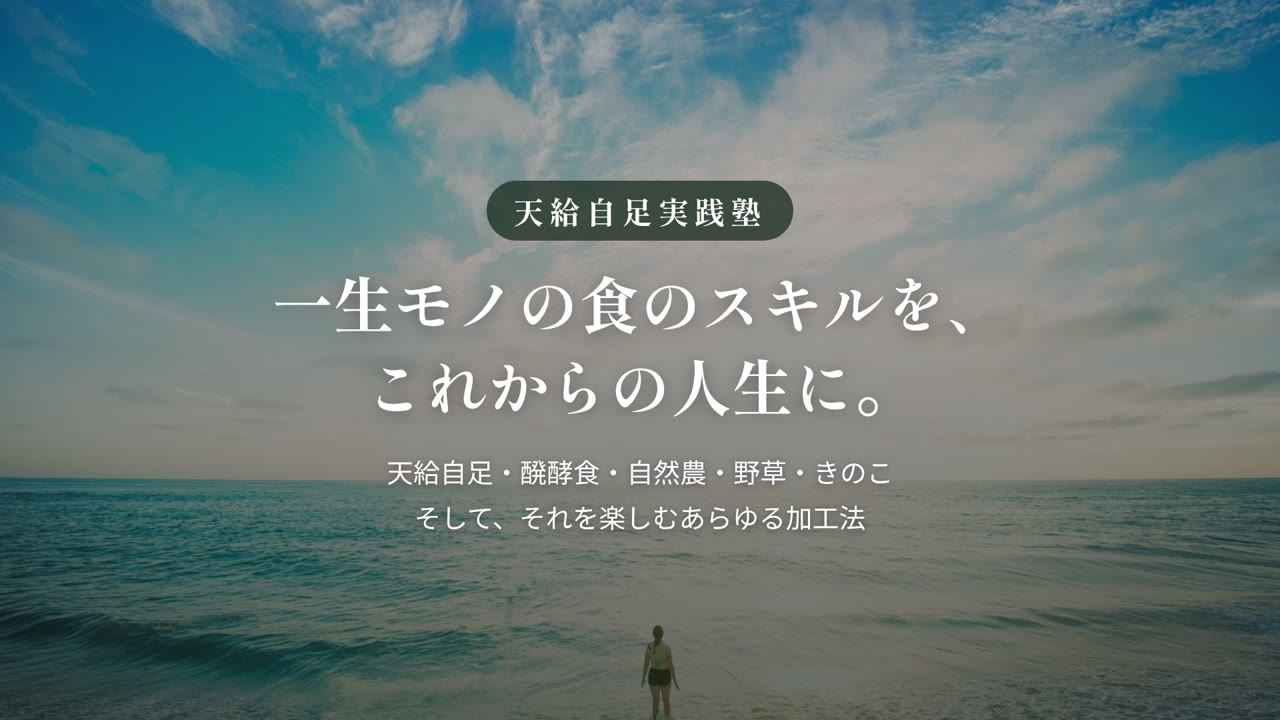 天給自足実践塾
一生モノの食のスキルを、
これからの人生に。
天給自足・醗酵食・自然農・野草・きのこ
そして、それを楽しむあらゆる加工法